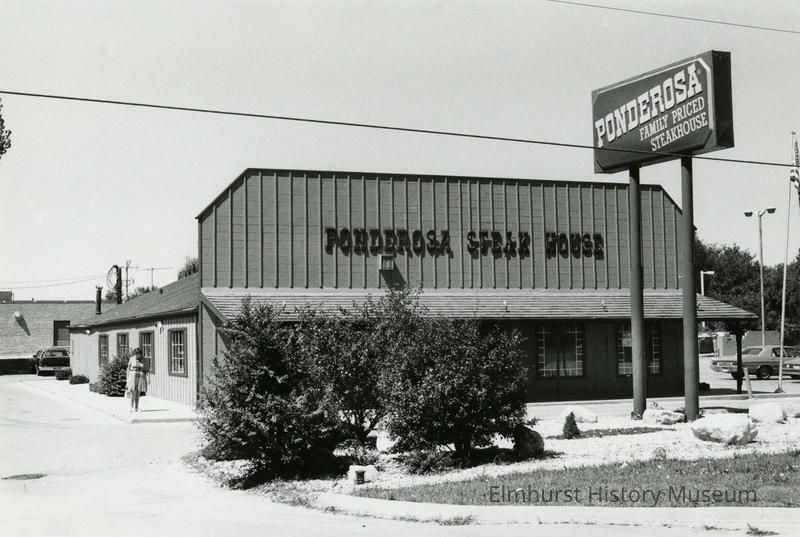 PONDEROSA
FAMILY PRICED
STEAKHOUSE
PONDEROSA STEAK HOUSE
Elmhurst History Museum